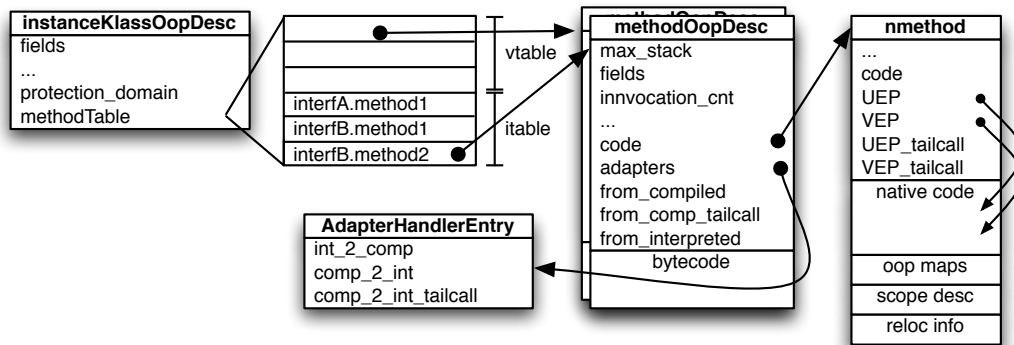 instanceKlassOopDesc
fields
...
protection_domain
methodTable
vtable
interfA.method1
interfB.method1
interfB.method2
itable
methodOopDesc
methodOopDesc
max_stack
fields
innvocation_cnt
...
code
adapters
from_compiled
from_comp_tailcall
from_interpreted
bytecode
AdapterHandlerEntry
int_2_comp
comp_2_int
comp_2_int_tailcall
nmethod
...
code
UEP
VEP
UEP_tailcall
VEP_tailcall
native code
oop maps
scope desc
reloc info